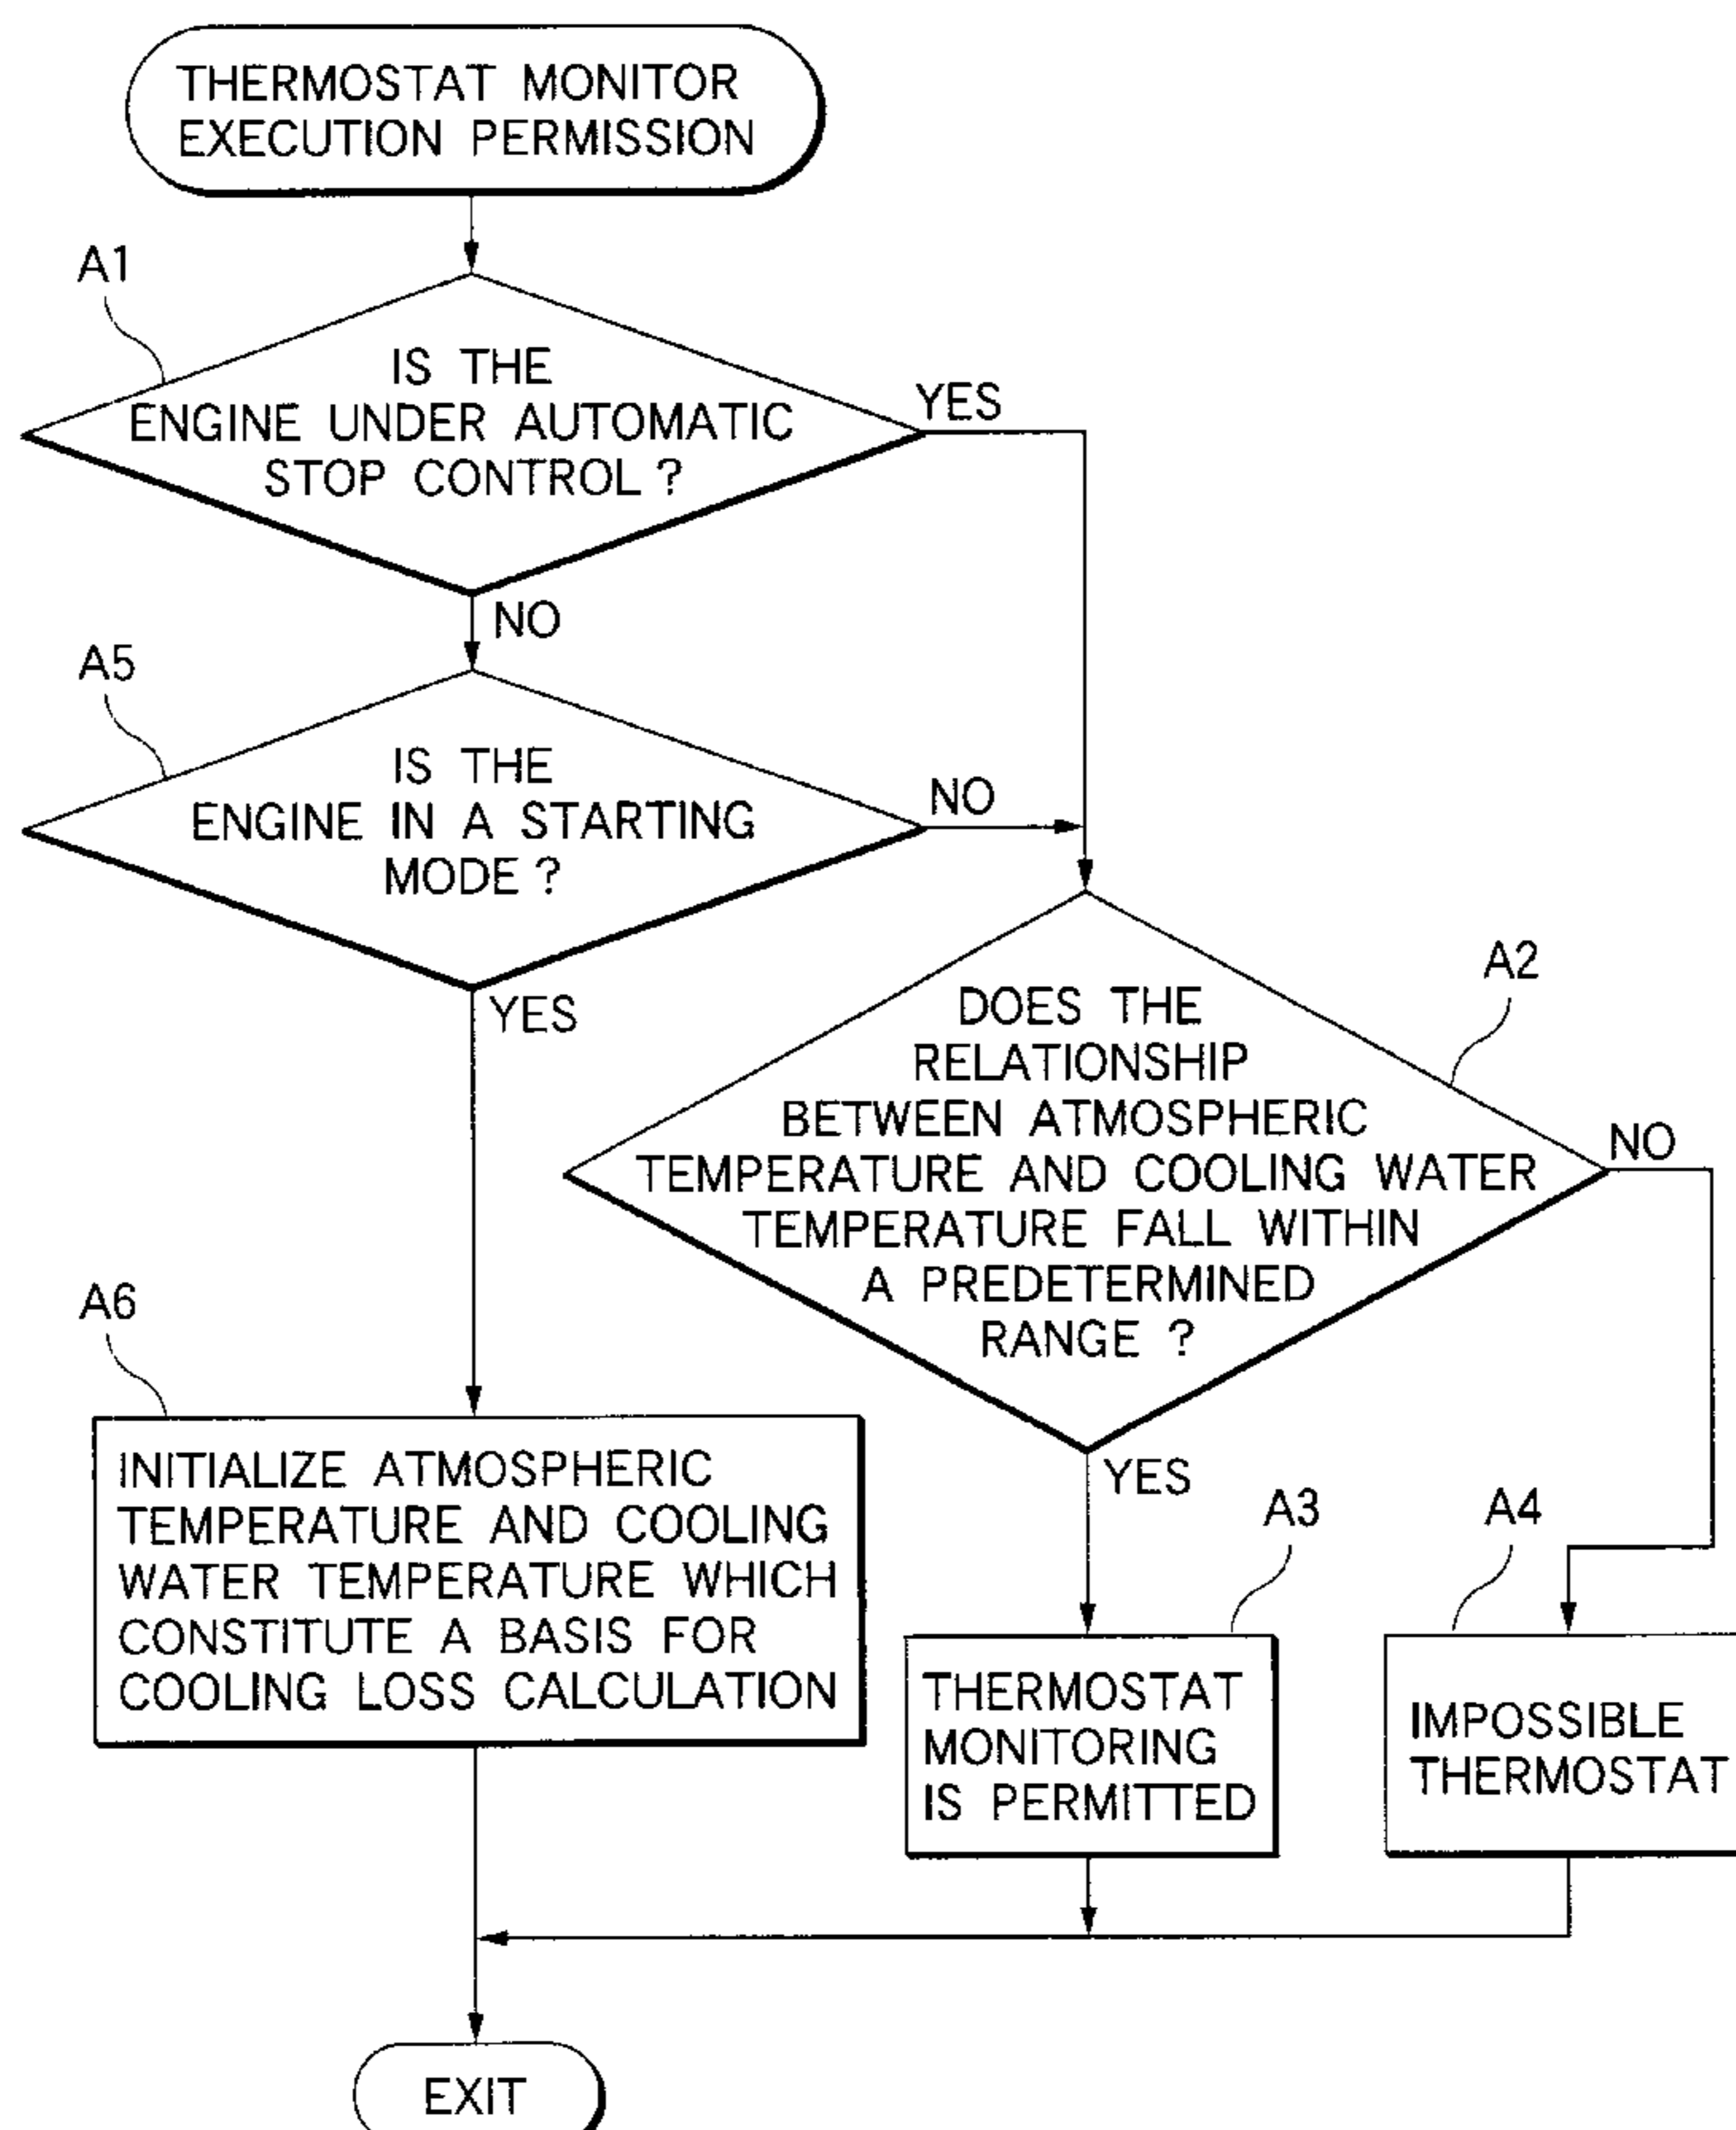 THERMOSTAT MONITOR
EXECUTION PERMISSION
A1
IS THE
ENGINE UNDER AUTOMATIC
STOP CONTROL ?
YES
NO
A5
IS THE
ENGINE IN A STARTING
MODE ?
NO
YES
A2
DOES THE
RELATIONSHIP
BETWEEN ATMOSPHERIC
TEMPERATURE AND COOLING WATER
TEMPERATURE FALL WITHIN
A PREDETERMINED
RANGE ?
NO
YES
A6
INITIALIZE ATMOSPHERIC
TEMPERATURE AND COOLING
WATER TEMPERATURE WHICH
CONSTITUTE A BASIS FOR
COOLING LOSS CALCULATION
A3
THERMOSTAT
MONITORING
IS PERMITTED
A4
IMPOSSIBLE
THERMOSTAT
EXIT